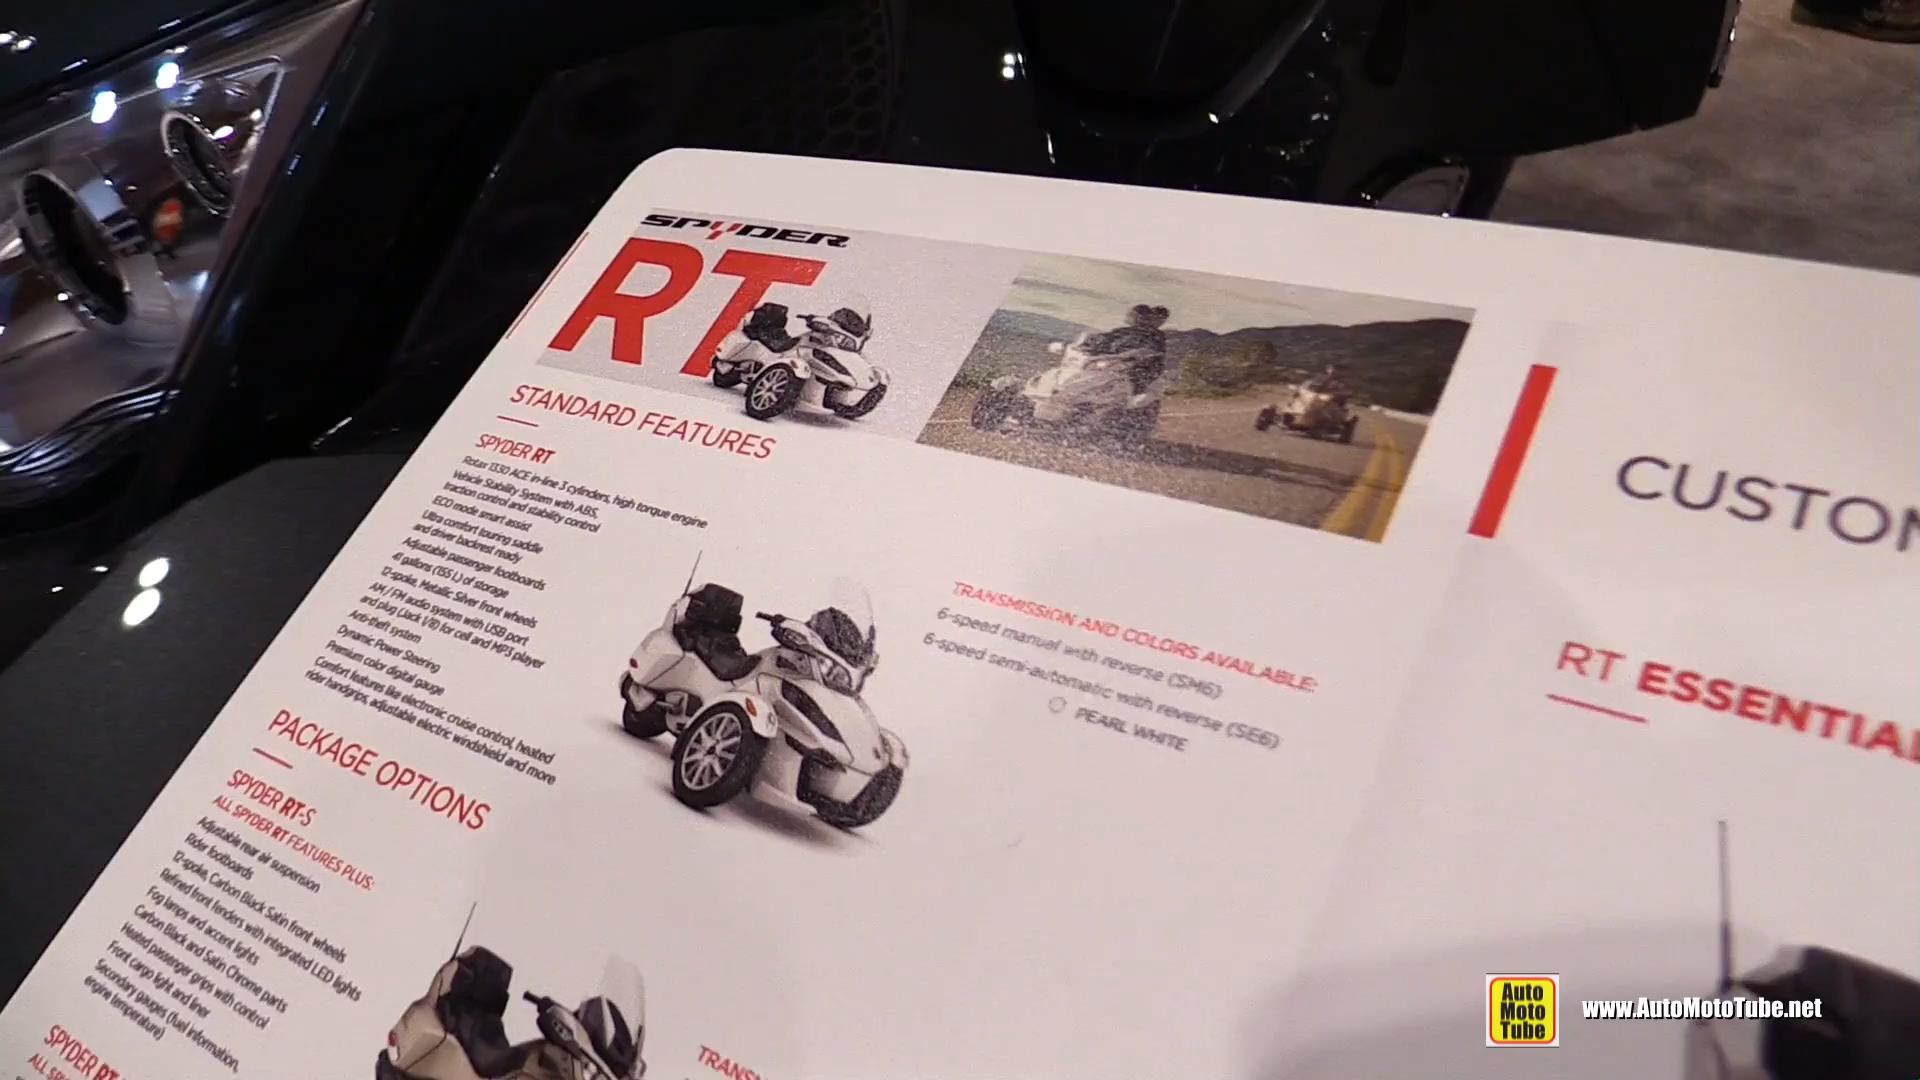 SPYDER
RT
STANDARD FEATURES
SPYDER RT
Rotax 1330 ACE in-line 3 cylinders, high torque engine
Vehicle Stability System with ABS,
traction control and stability control
ECO mode smart assist
Ultra comfort touring saddle
and driver backrest ready
Adjustable passenger footboards
41 gallons (155 L) of storage
12-spoke, Metallic Silver front wheels
AM / FM audio system with USB port
and plug (Jack 1/8) for cell and MP3 player
Anti-theft system
Dynamic Power Steering
Premium color digital gauge
Comfort features like electronic cruise control, heated
rider handgrips, adjustable electric windshield and more
TRANSMISSION AND COLORS AVAILABLE:
6-speed manual with reverse (SM6)
6-speed semi-automatic with reverse (SE6)
PEARL WHITE
PACKAGE OPTIONS
SPYDER RT-S
ALL SPYDER RT FEATURES PLUS:
Adjustable rear air suspension
Rider footboards
12-spoke, Carbon Black Satin front wheels
Refined front fenders with integrated LED lights
Fog lamps and accent lights
Carbon Black and Satin Chrome parts
Heated passenger grips with control
Front cargo light and liner
Secondary gauges (fuel information,
engine temperature)
SPYDER RT
ALL SPY
TRANS
CUSTOM
RT ESSENTIAL
Auto
Moto
Tube
www.AutoMotoTube.net